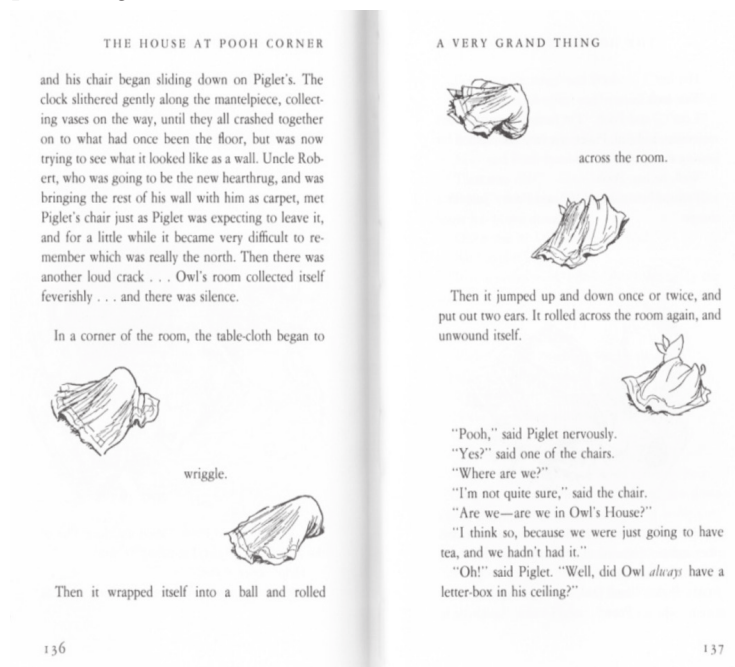 THE HOUSE AT POOH CORNER
and his chair began sliding down on Piglet's. The
clock slithered gently along the mantelpiece, collect-
ing vases on the way, until they all crashed together
on to what had once been the floor, but was now
trying to see what it looked like as a wall. Uncle Rob-
ert, who was going to be the new hearthrug, and was
bringing the rest of his wall with him as carpet, met
Piglet's chair just as Piglet was expecting to leave it,
and for a little while it became very difficult to re-
member which was really the north. Then there was
another loud crack . . . Owl's room collected itself
feverishly . . . and there was silence.
In a corner of the room, the table-cloth began to
wriggle.
Then it wrapped itself into a ball and rolled
136
A VERY GRAND THING
across the room.
Then it jumped up and down once or twice, and
put out two ears. It rolled across the room again, and
unwound itself.
"Pooh," said Piglet nervously.
"Yes?" said one of the chairs.
"Where are we?"
"I'm not quite sure," said the chair.
"Are we—are we in Owl's House?"
"I think so, because we were just going to have
tea, and we hadn't had it."
"Oh!" said Piglet. "Well, did Owl always have a
letter-box in his ceiling?"
137